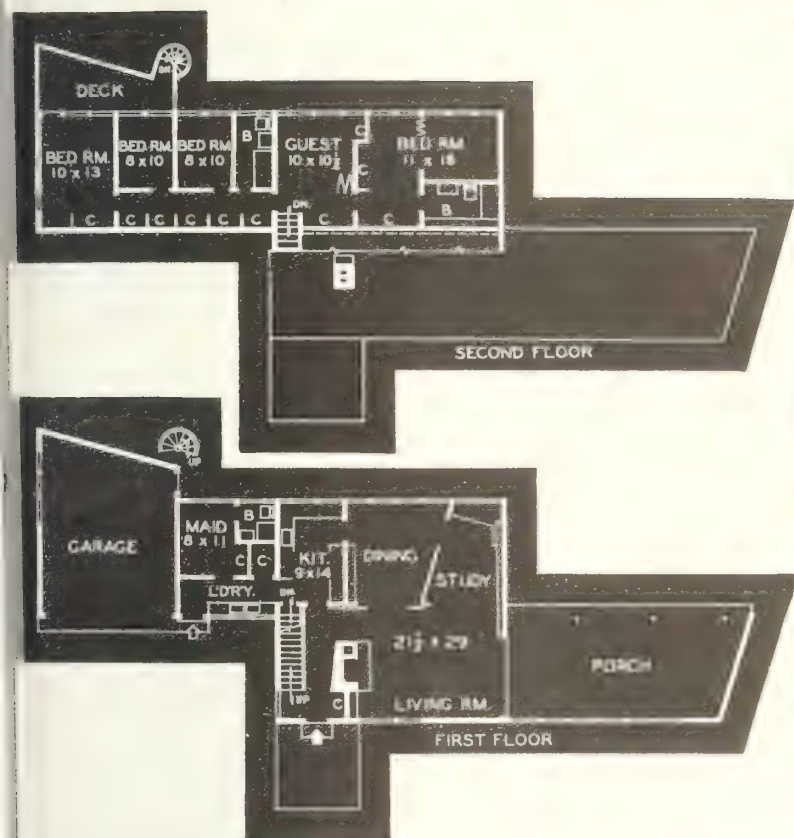 DN.
DECK
BED RM. 10 x 13
BED RM. 8 x 10
BED RM. 8 x 10
B
GUEST 10 x 10½
C
C
BED RM. 11 x 18
B
C C C C C C DN. C C
SECOND FLOOR
UP
GARAGE
MAID 8 x 11
B
C C
L'DRY.
KIT. 9 x 14
DN.
DINING
STUDY
21½ x 29
LIVING RM.
PORCH
UP
C
FIRST FLOOR